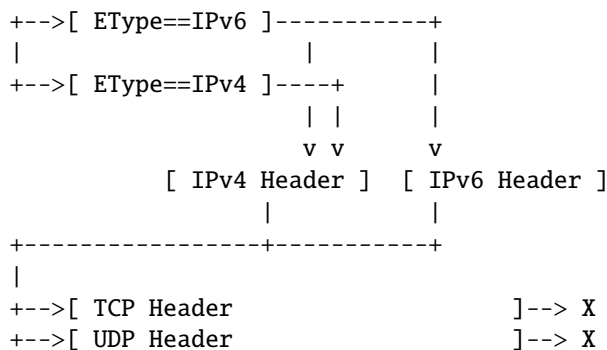 +-->[ EType==IPv6 ]-----------+
|                |          |
+-->[ EType==IPv4 ]----+      |
                 | |        |
                 v v        v
         [ IPv4 Header ]  [ IPv6 Header ]
               |            |
+-----------------+-----------+
|
+-->[ TCP Header                ]--> X
+-->[ UDP Header                ]--> X